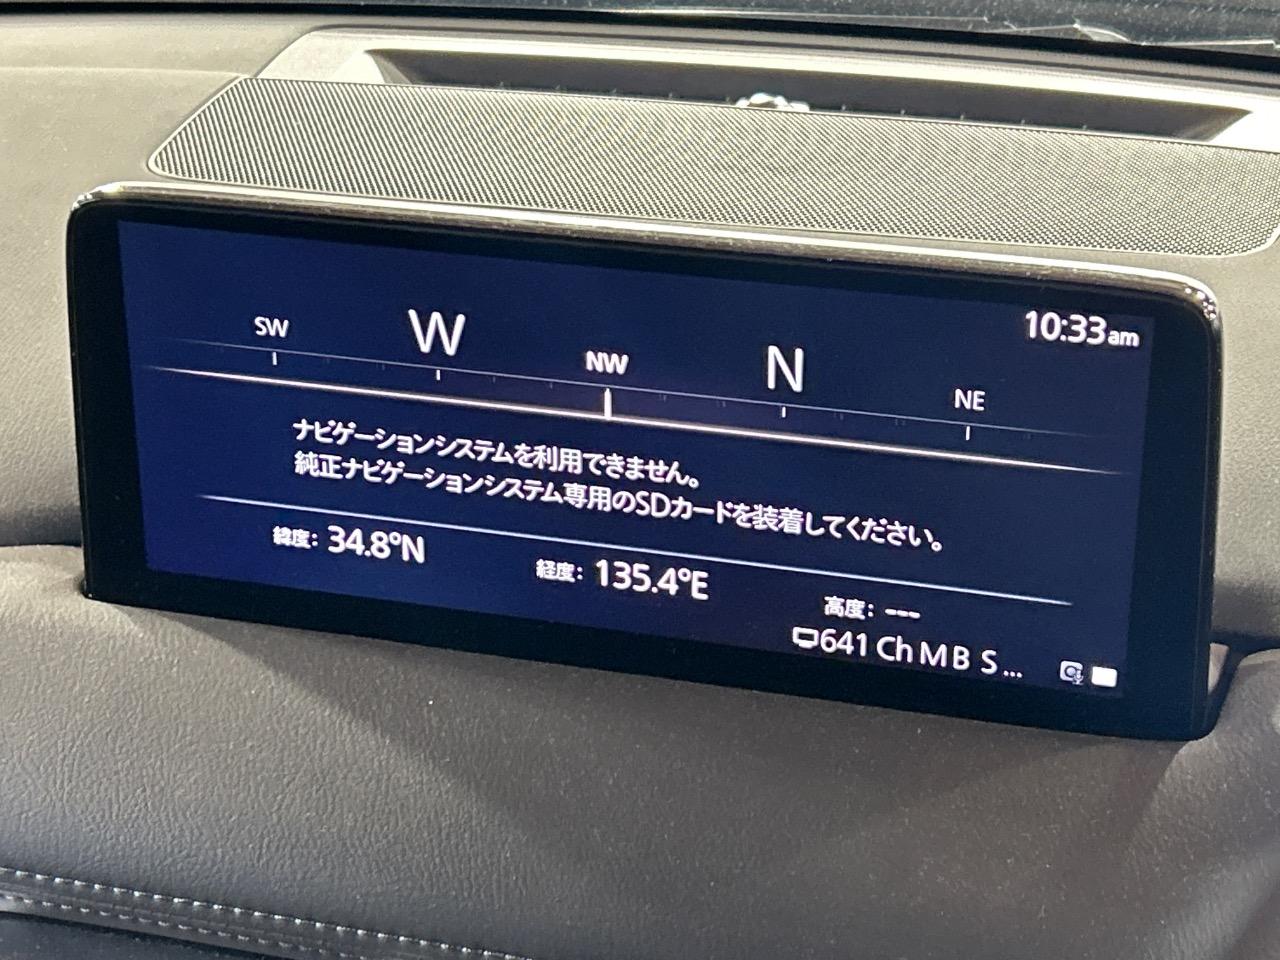 10:33am
SW W NW N NE
ナビゲーションシステムを利用できません。
純正ナビゲーションシステム専用のSDカードを装着してください。
緯度: 34.8°N 経度: 135.4°E 高度: ---
641 Ch M B S ...